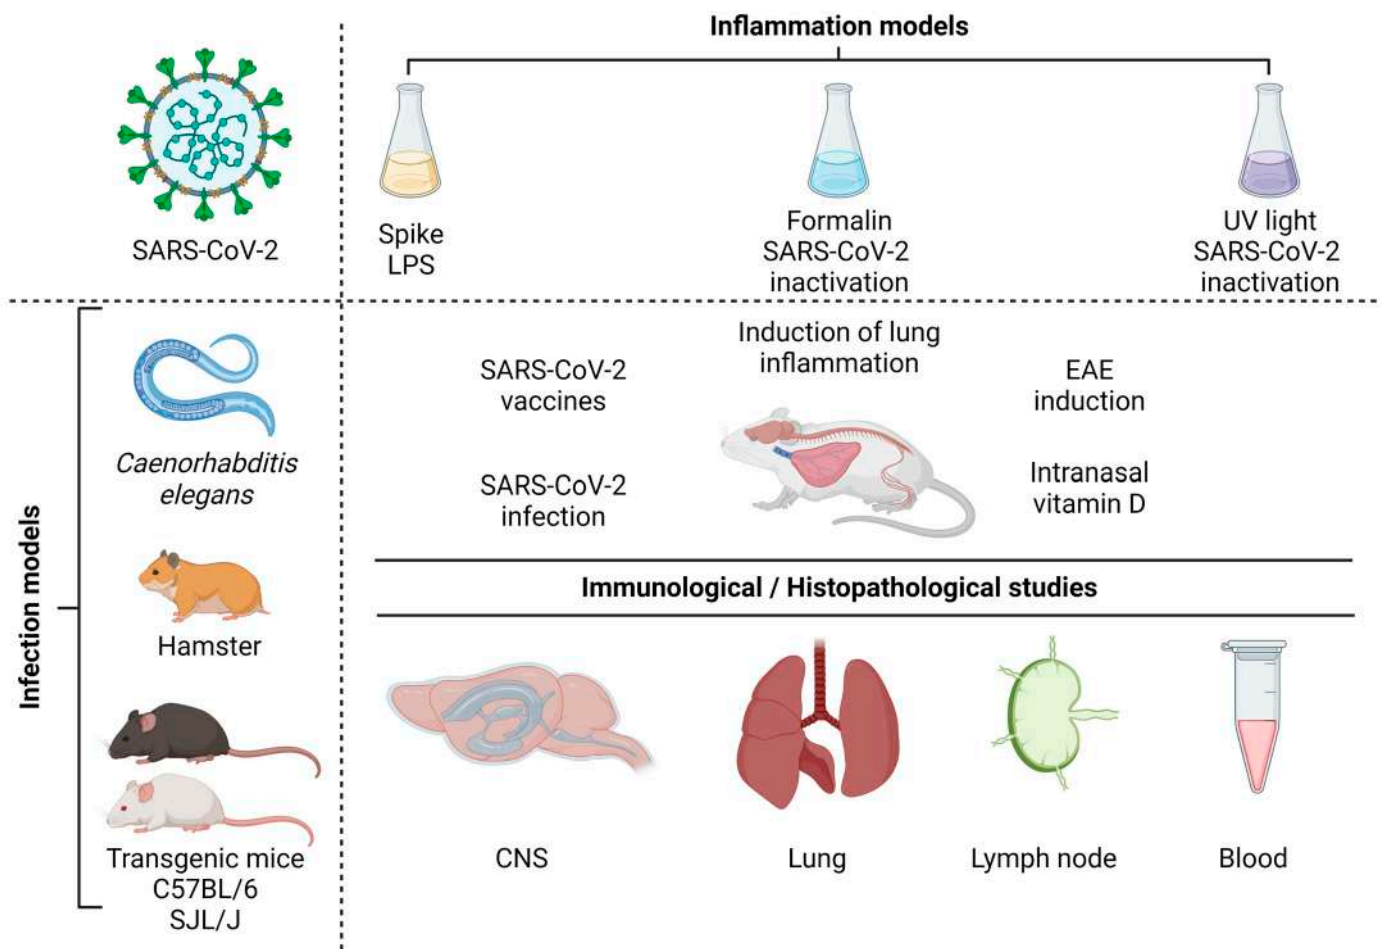 Inflammation models
SARS-CoV-2
Spike
LPS
Formalin
SARS-CoV-2
inactivation
UV light
SARS-CoV-2
inactivation
Infection models
Caenorhabditis
elegans
Hamster
Transgenic mice
C57BL/6
SJL/J
SARS-CoV-2
vaccines
SARS-CoV-2
infection
Induction of lung
inflammation
EAE
induction
Intranasal
vitamin D
Immunological / Histopathological studies
CNS
Lung
Lymph node
Blood